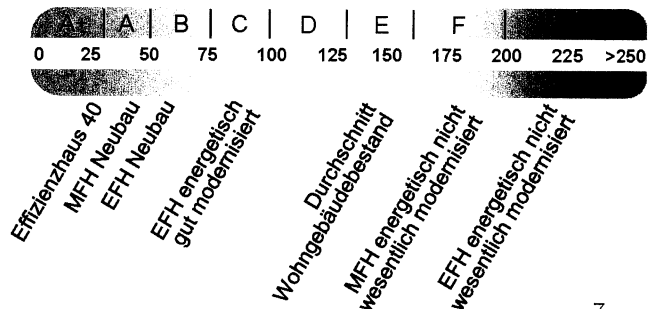 A+ | A | B | C | D | E | F |
0 25 50 75 100 125 150 175 200 225 >250
Effizienzhaus 40
MFH Neubau
EFH Neubau
EFH energetisch
gut modernisiert
Durchschnitt
Wohngebäudebestand
MFH energetisch nicht
wesentlich modernisiert
EFH energetisch nicht
wesentlich modernisiert